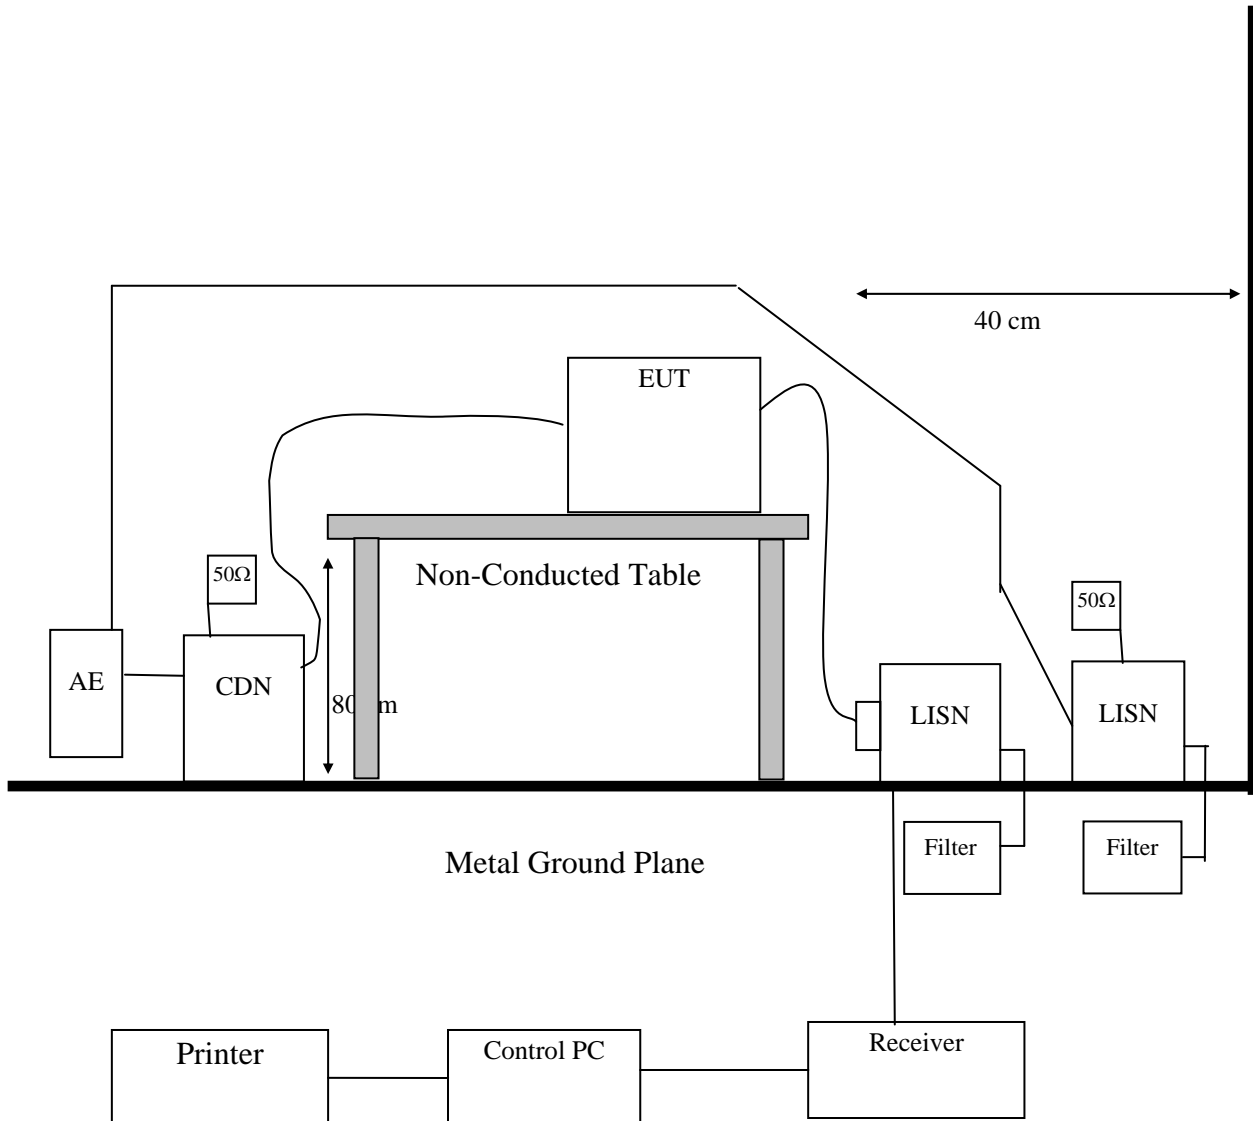 40 cm
EUT
50Ω
Non-Conducted Table
50Ω
AE
CDN
80 m
LISN
LISN
Filter
Filter
Metal Ground Plane
Printer
Control PC
Receiver